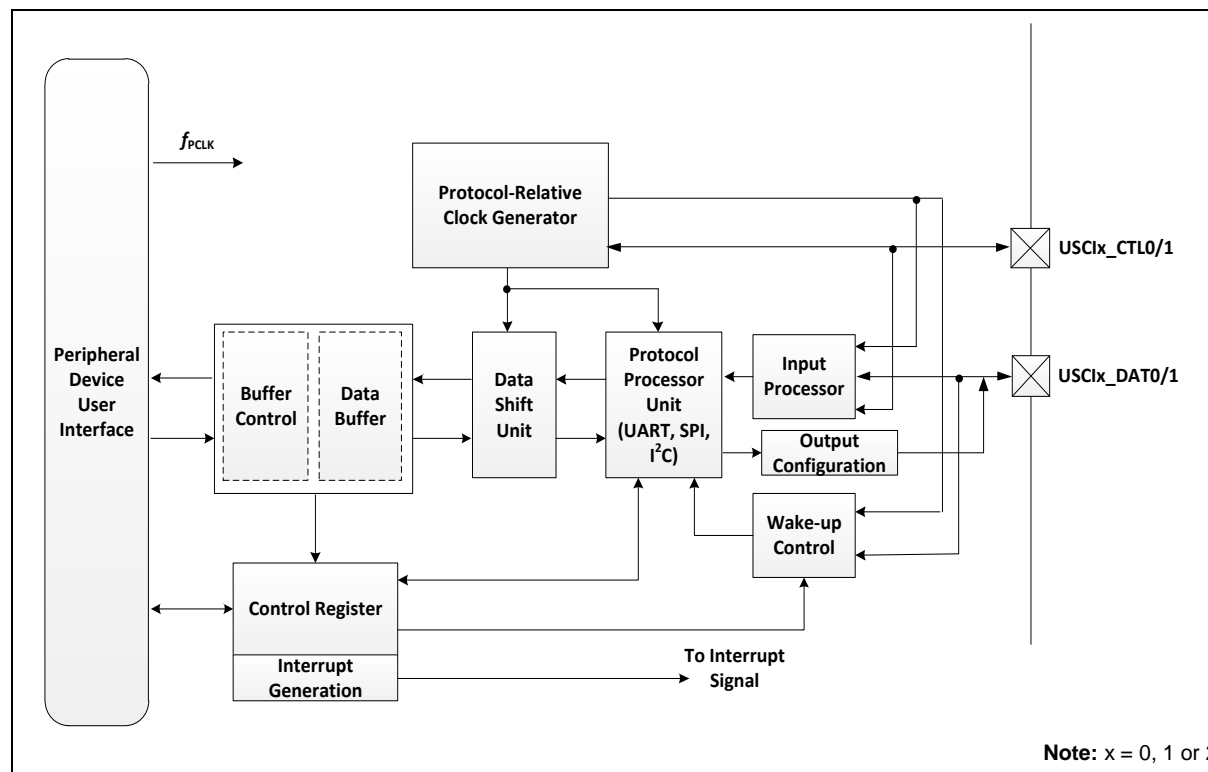 fPCLK
Protocol-Relative
Clock Generator
USCIx_CTL0/1
Peripheral
Device
User
Interface
Buffer
Control
Data
Buffer
Data
Shift
Unit
Protocol
Processor
Unit
(UART, SPI,
I²C)
Input
Processor
USCIx_DAT0/1
Output
Configuration
Wake-up
Control
Control Register
Interrupt
Generation
To Interrupt
Signal
Note: x = 0, 1 or